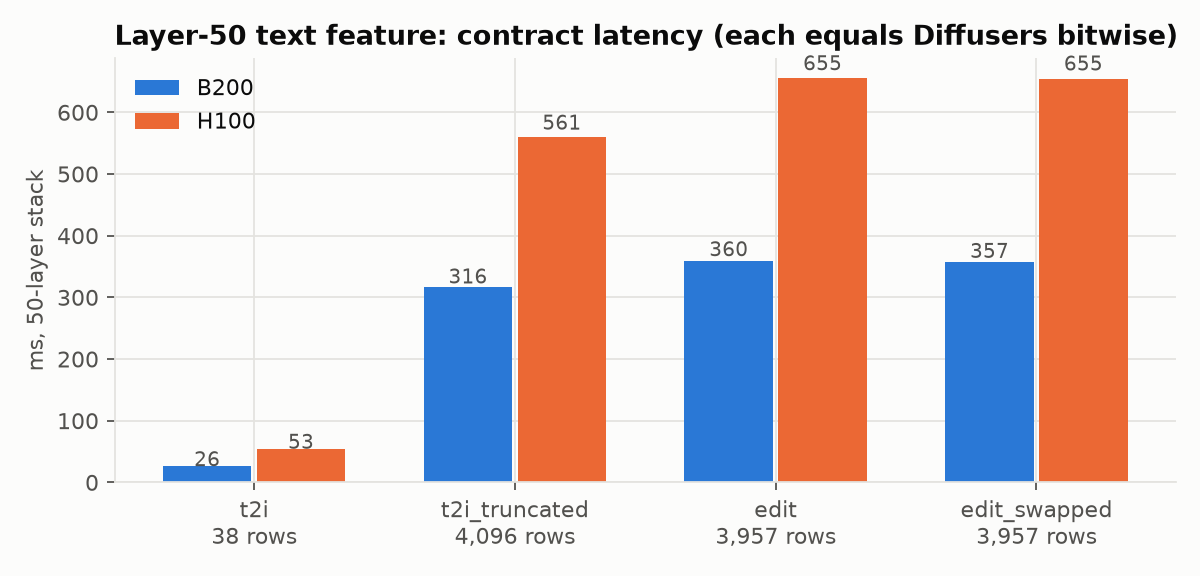 Layer-50 text feature: contract latency (each equals Diffusers bitwise)
B200
H100
ms, 50-layer stack
600
500
400
300
200
100
0
26
53
316
561
360
655
357
655
t2i
38 rows
t2i_truncated
4,096 rows
edit
3,957 rows
edit_swapped
3,957 rows